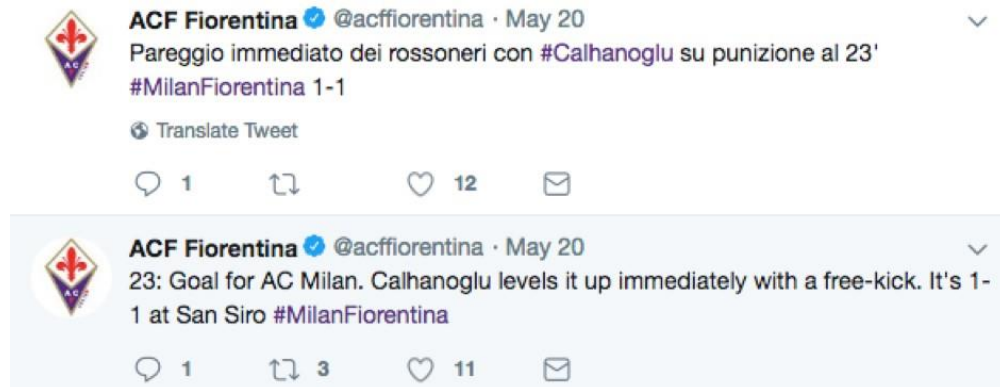 ACF Fiorentina @acffiorentina · May 20
Pareggio immediato dei rossoneri con #Calhanoglu su punizione al 23'
#MilanFiorentina 1-1
Translate Tweet
1 12
ACF Fiorentina @acffiorentina · May 20
23: Goal for AC Milan. Calhanoglu levels it up immediately with a free-kick. It's 1-
1 at San Siro #MilanFiorentina
1 3 11